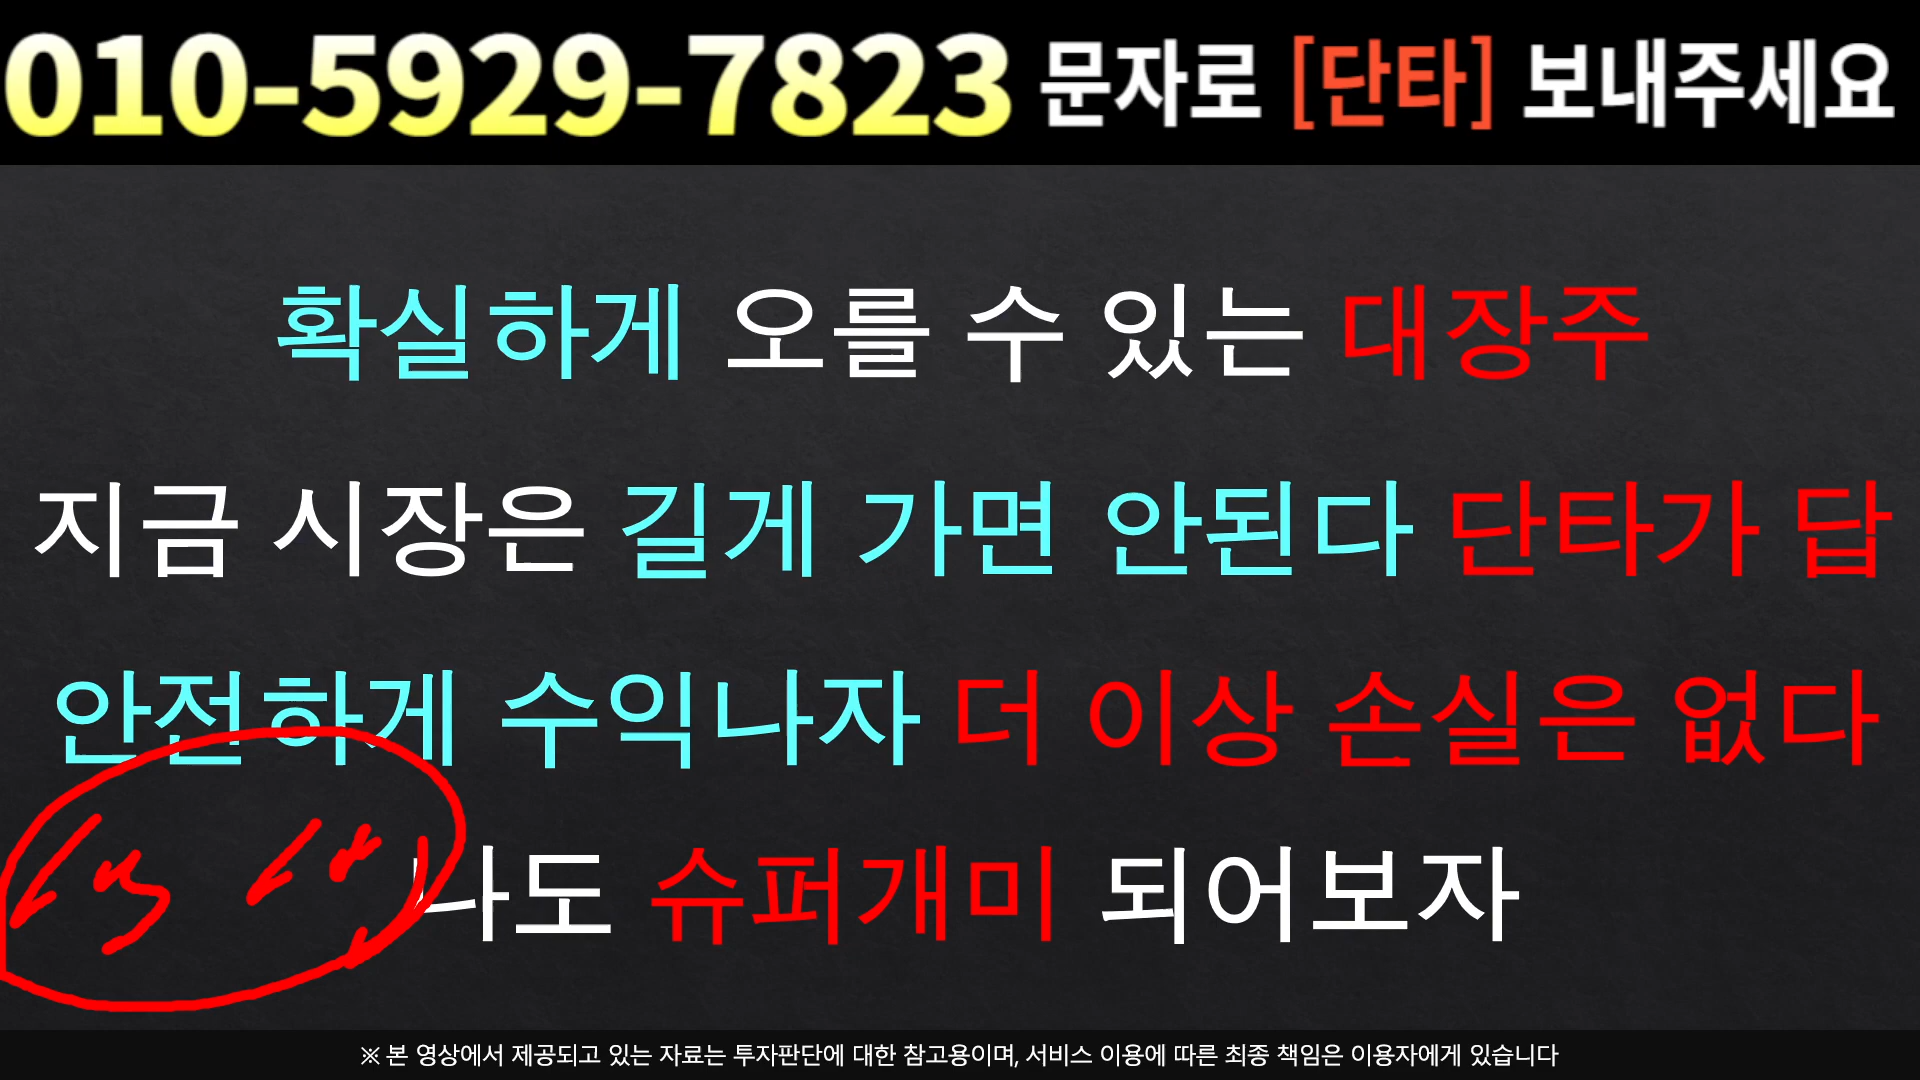 010-5929-7823 문자로 [단타] 보내주세요
확실하게 오를 수 있는 대장주
지금 시장은 길게 가면 안된다 단타가 답
안전하게 수익나자 더 이상 손실은 없다
나도 슈퍼개미 되어보자
※ 본 영상에서 제공되고 있는 자료는 투자판단에 대한 참고용이며, 서비스 이용에 따른 최종 책임은 이용자에게 있습니다